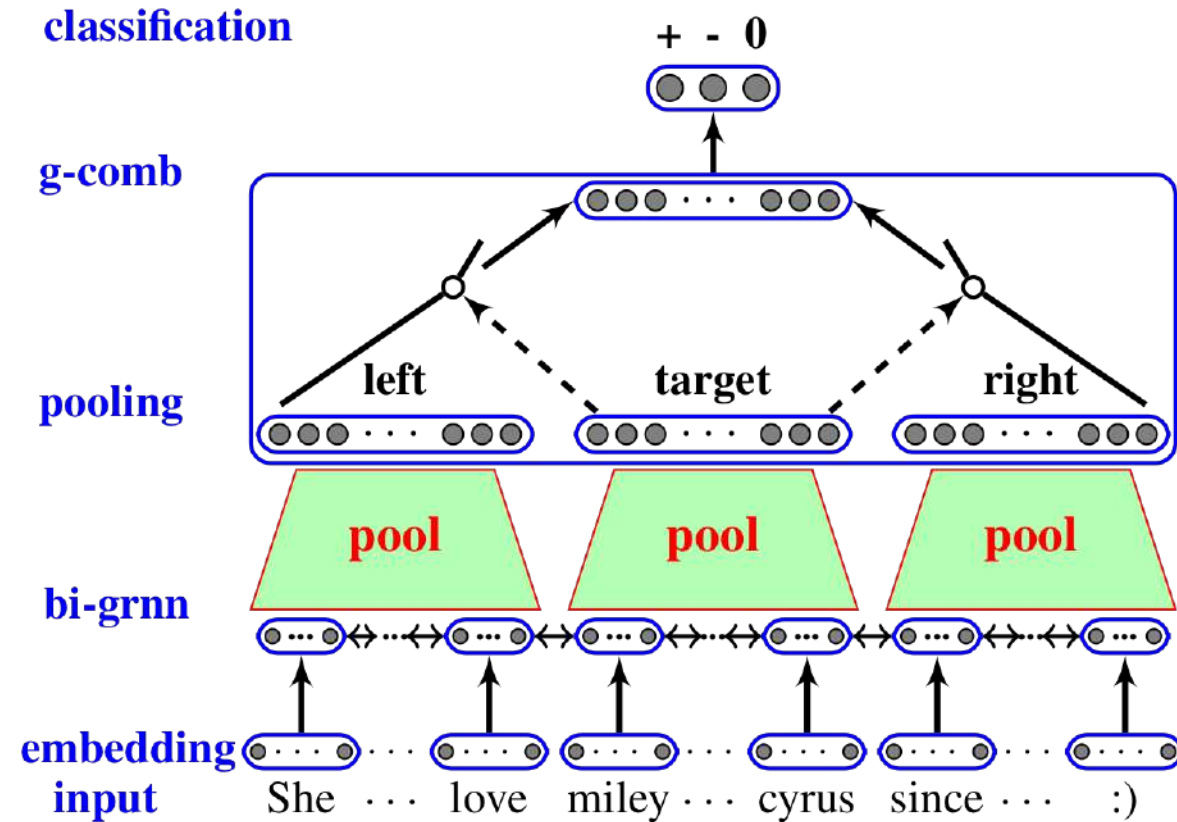 classification
+ - 0
g-comb
left target right
pooling
pool pool pool
bi-grnn
embedding
input She · · · love miley · · · cyrus since · · · :)